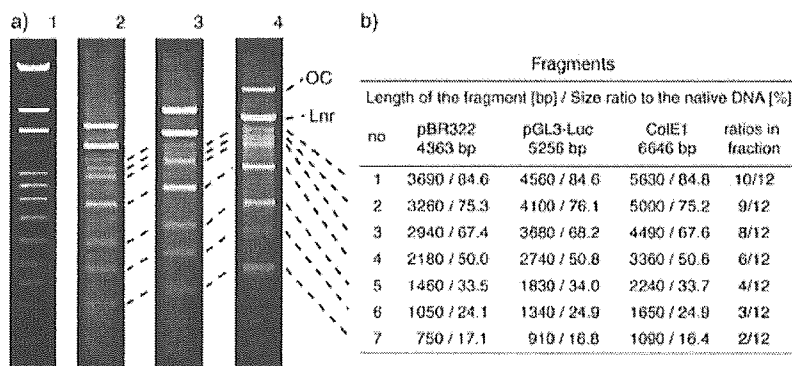 a) 1 2 3 4
OC
Lnr
b)
Fragments
Length of the fragment [bp] / Size ratio to the native DNA [%]
no pBR322 4363 bp pGL3-Luc 5256 bp ColE1 6646 bp ratios in fraction
1 3690 / 84.6 4560 / 84.6 5630 / 84.8 10/12
2 3260 / 75.3 4100 / 76.1 5000 / 75.2 9/12
3 2940 / 67.4 3680 / 68.2 4490 / 67.6 8/12
4 2180 / 50.0 2740 / 50.8 3360 / 50.6 6/12
5 1460 / 33.5 1830 / 34.0 2240 / 33.7 4/12
6 1050 / 24.1 1340 / 24.9 1650 / 24.9 3/12
7 750 / 17.1 910 / 16.8 1090 / 16.4 2/12